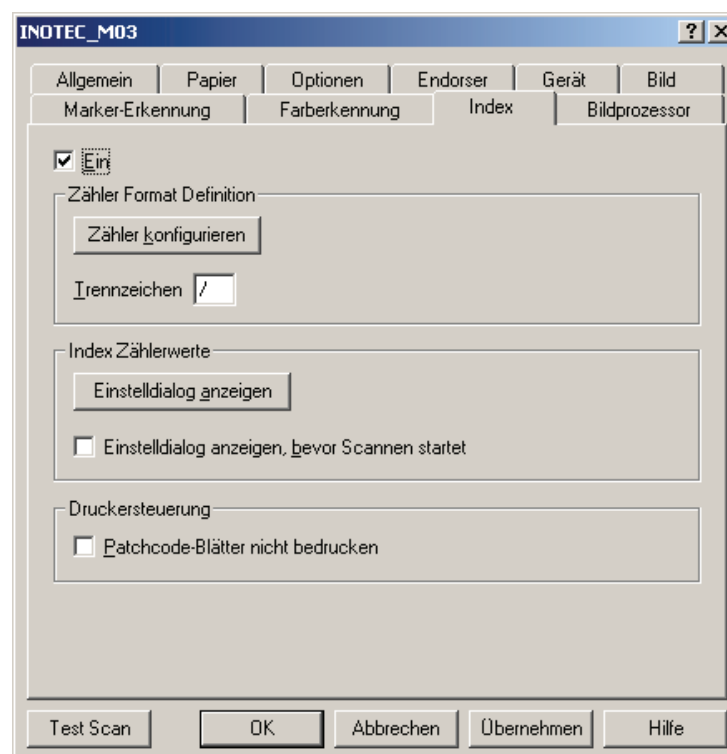 INOTEC_M03
Allgemein Papier Optionen Endorser Gerät Bild
Marker-Erkennung Farberkennung Index Bildprozessor
Ein
Zähler Format Definition
Zähler konfigurieren
Trennzeichen /
Index Zählerwerte
Einstelldialog anzeigen
Einstelldialog anzeigen, bevor Scannen startet
Druckersteuerung
Patchcode-Blätter nicht bedrucken
Test Scan OK Abbrechen Übernehmen Hilfe